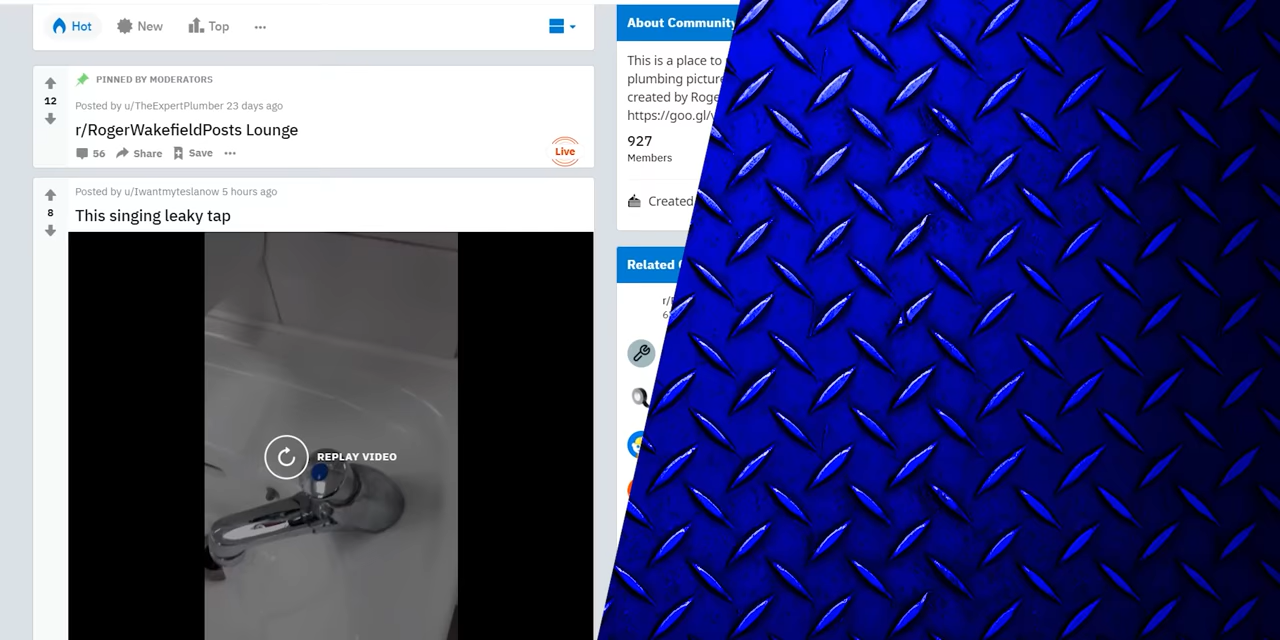 Hot
New
Top
PINNED BY MODERATORS
12
Posted by u/TheExpertPlumber 23 days ago
r/RogerWakefieldPosts Lounge
56
Share
Save
Live
Posted by u/Iwantmyteslanow 5 hours ago
8
This singing leaky tap
REPLAY VIDEO
About Community
This is a place to
plumbing picture
created by Roge
https://goo.gl/
927
Members
Created
Related
r/
6